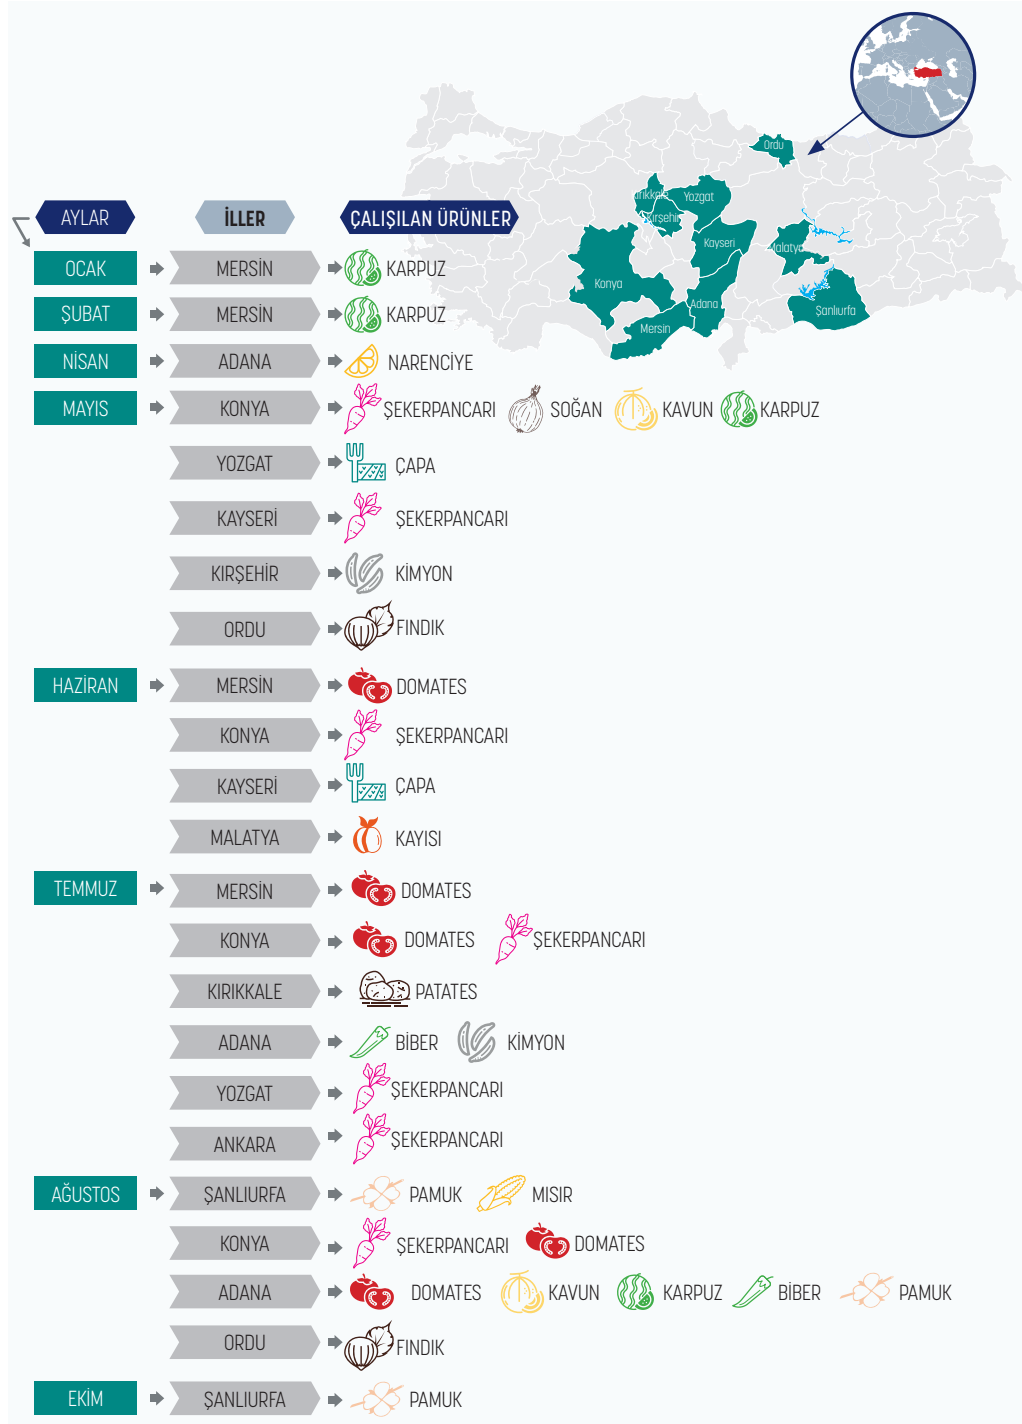 Ordu
Kırıkkale
Yozgat
Kırşehir
Kayseri
Malatya
Konya
Adana
Şanlıurfa
Mersin
AYLAR İLLER ÇALIŞILAN ÜRÜNLER
OCAK MERSİN KARPUZ
ŞUBAT MERSİN KARPUZ
NİSAN ADANA NARENCİYE
MAYIS KONYA ŞEKERPANCARI SOĞAN KAVUN KARPUZ
YOZGAT ÇAPA
KAYSERİ ŞEKERPANCARI
KIRŞEHİR KİMYON
ORDU FINDIK
HAZİRAN MERSİN DOMATES
KONYA ŞEKERPANCARI
KAYSERİ ÇAPA
MALATYA KAYISI
TEMMUZ MERSİN DOMATES
KONYA DOMATES ŞEKERPANCARI
KIRIKKALE PATATES
ADANA BİBER KİMYON
YOZGAT ŞEKERPANCARI
ANKARA ŞEKERPANCARI
AĞUSTOS ŞANLIURFA PAMUK MISIR
KONYA ŞEKERPANCARI DOMATES
ADANA DOMATES KAVUN KARPUZ BİBER PAMUK
ORDU FINDIK
EKİM ŞANLIURFA PAMUK